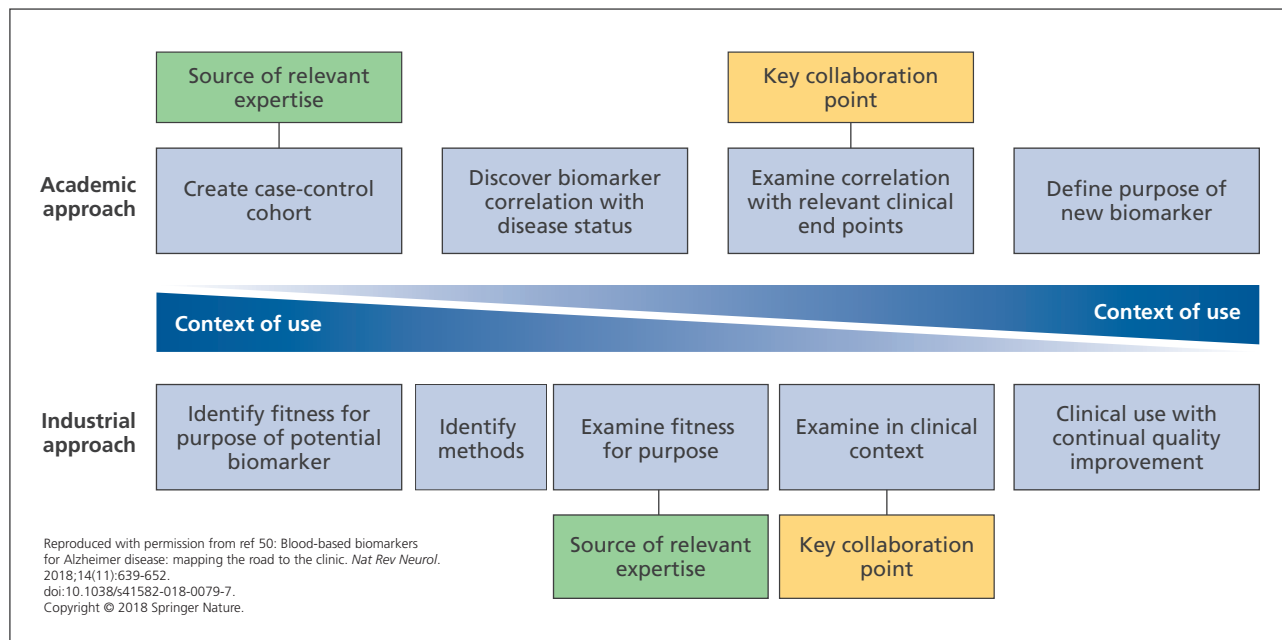 Source of relevant
expertise
Key collaboration
point
Academic
approach
Create case-control
cohort
Discover biomarker
correlation with
disease status
Examine correlation
with relevant clinical
end points
Define purpose of
new biomarker
Context of use
Context of use
Industrial
approach
Identify fitness for
purpose of potential
biomarker
Identify
methods
Examine fitness
for purpose
Examine in clinical
context
Clinical use with
continual quality
improvement
Source of relevant
expertise
Key collaboration
point
Reproduced with permission from ref 50: Blood-based biomarkers
for Alzheimer disease: mapping the road to the clinic. Nat Rev Neurol.
2018;14(11):639-652.
doi:10.1038/s41582-018-0079-7.
Copyright © 2018 Springer Nature.